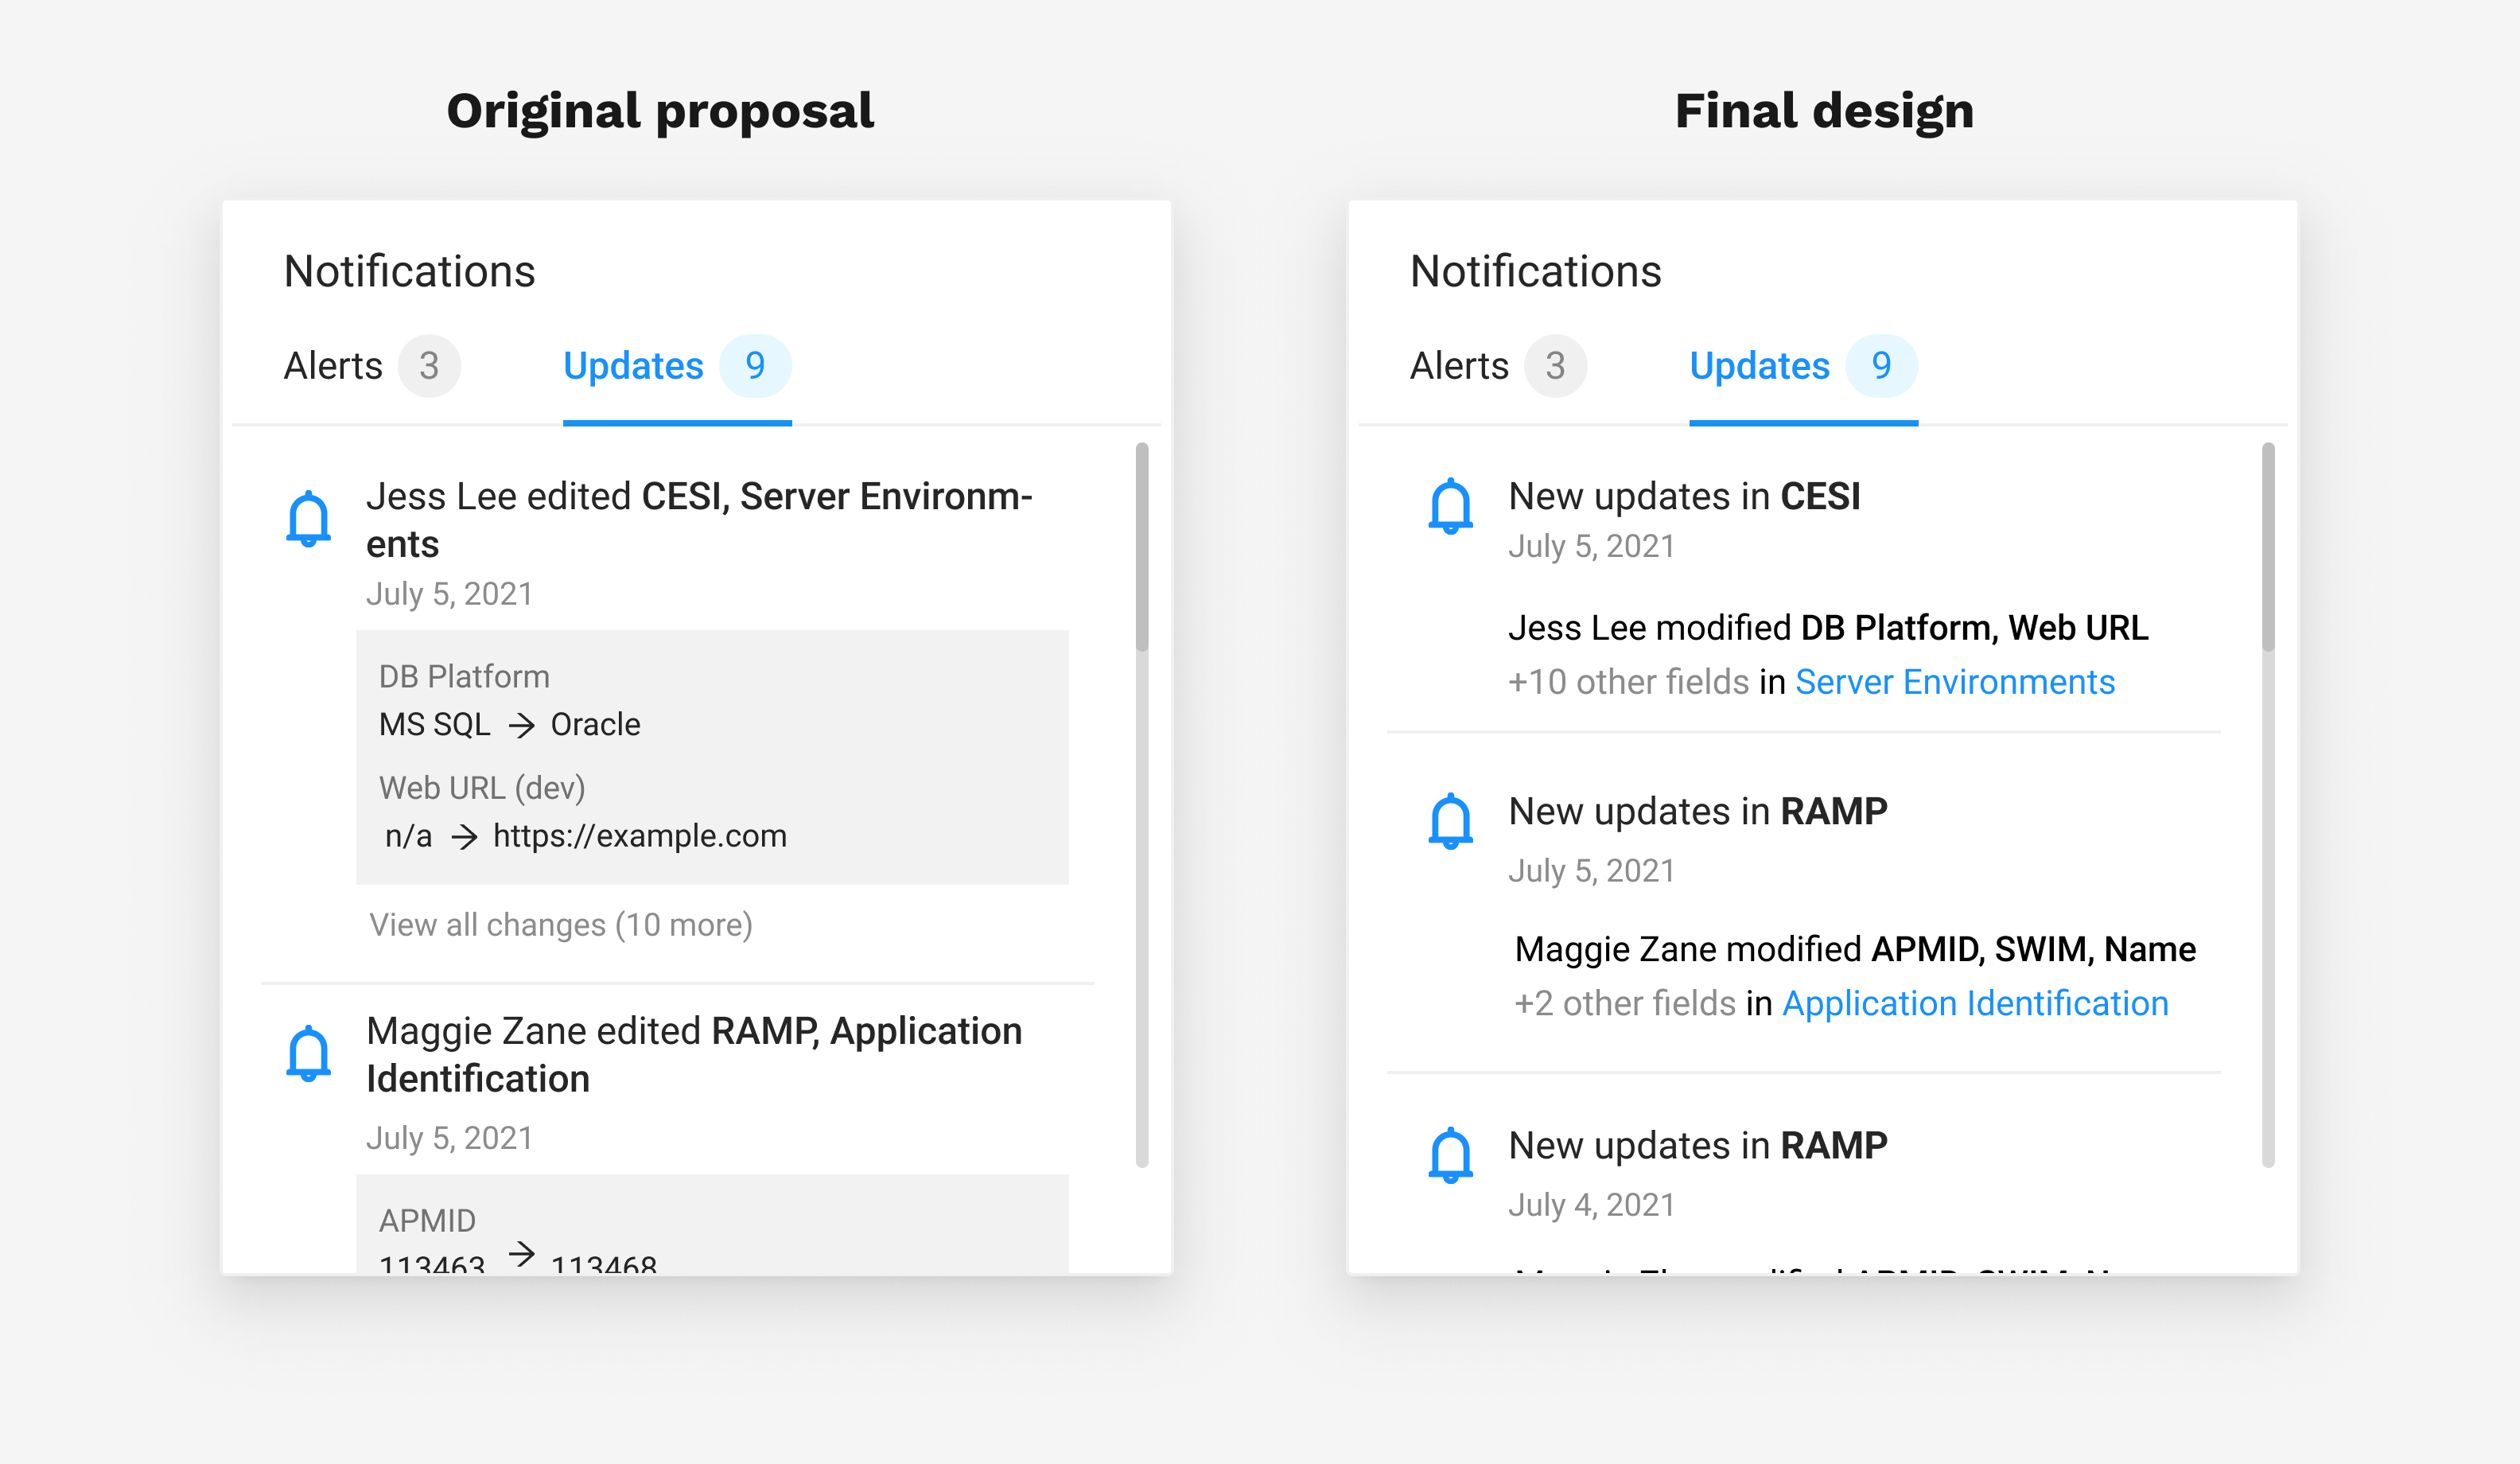 Original proposal
Notifications
Alerts 3 Updates 9
Jess Lee edited CESI, Server Environm-
ents
July 5, 2021
DB Platform
MS SQL → Oracle
Web URL (dev)
n/a → https://example.com
View all changes (10 more)
Maggie Zane edited RAMP, Application
Identification
July 5, 2021
APMID
113463 → 113468
Final design
Notifications
Alerts 3 Updates 9
New updates in CESI
July 5, 2021
Jess Lee modified DB Platform, Web URL
+10 other fields in Server Environments
New updates in RAMP
July 5, 2021
Maggie Zane modified APMID, SWIM, Name
+2 other fields in Application Identification
New updates in RAMP
July 4, 2021